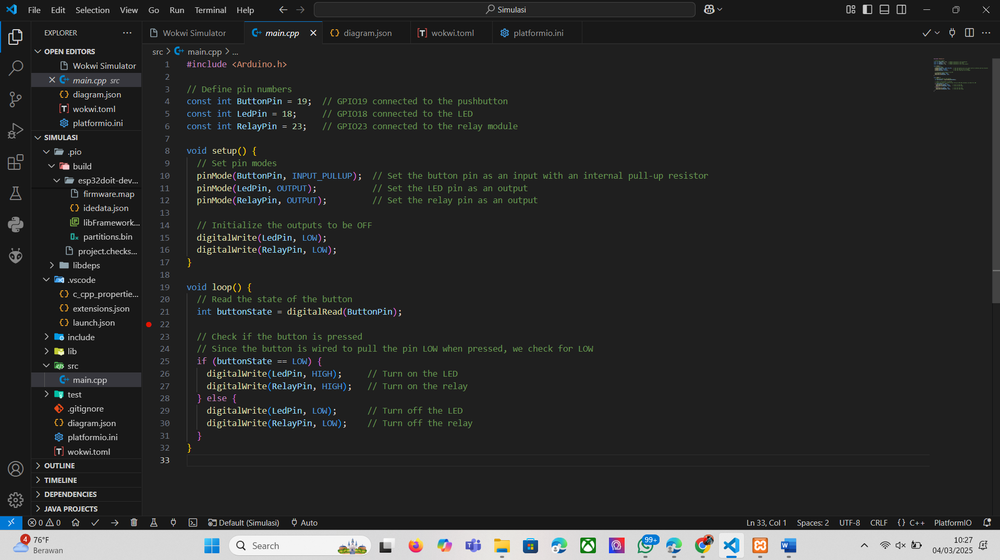 File Edit Selection View Go Run Terminal Help
Simulasi
EXPLORER
OPEN EDITORS
Wokwi Simulator
main.cpp src
diagram.json
wokwi.toml
platformio.ini
SIMULASI
.pio
build
esp32doit-dev...
firmware.map
idedata.json
libFramework...
partitions.bin
project.checks...
libdeps
.vscode
c_cpp_propertie...
extensions.json
launch.json
include
lib
src
main.cpp
test
.gitignore
diagram.json
platformio.ini
wokwi.toml
OUTLINE
TIMELINE
DEPENDENCIES
JAVA PROJECTS
Wokwi Simulator main.cpp diagram.json wokwi.toml platformio.ini
src > main.cpp > ...
1 #include <Arduino.h>
2
3 // Define pin numbers
4 const int ButtonPin = 19;  // GPIO19 connected to the pushbutton
5 const int LedPin = 18;     // GPIO18 connected to the LED
6 const int RelayPin = 23;   // GPIO23 connected to the relay module
7
8 void setup() {
9   // Set pin modes
10   pinMode(ButtonPin, INPUT_PULLUP);  // Set the button pin as an input with an internal pull-up resistor
11   pinMode(LedPin, OUTPUT);           // Set the LED pin as an output
12   pinMode(RelayPin, OUTPUT);         // Set the relay pin as an output
13
14   // Initialize the outputs to be OFF
15   digitalWrite(LedPin, LOW);
16   digitalWrite(RelayPin, LOW);
17 }
18
19 void loop() {
20   // Read the state of the button
21   int buttonState = digitalRead(ButtonPin);
22
23   // Check if the button is pressed
24   // Since the button is wired to pull the pin LOW when pressed, we check for LOW
25   if (buttonState == LOW) {
26     digitalWrite(LedPin, HIGH);     // Turn on the LED
27     digitalWrite(RelayPin, HIGH);   // Turn on the relay
28   } else {
29     digitalWrite(LedPin, LOW);      // Turn off the LED
30     digitalWrite(RelayPin, LOW);    // Turn off the relay
31   }
32 }
33
0 0 Default (Simulasi) Auto Ln 33, Col 1 Spaces: 2 UTF-8 CRLF {} C++ PlatformIO
4 76°F
Berawan
Search
99+
10:27
04/03/2025